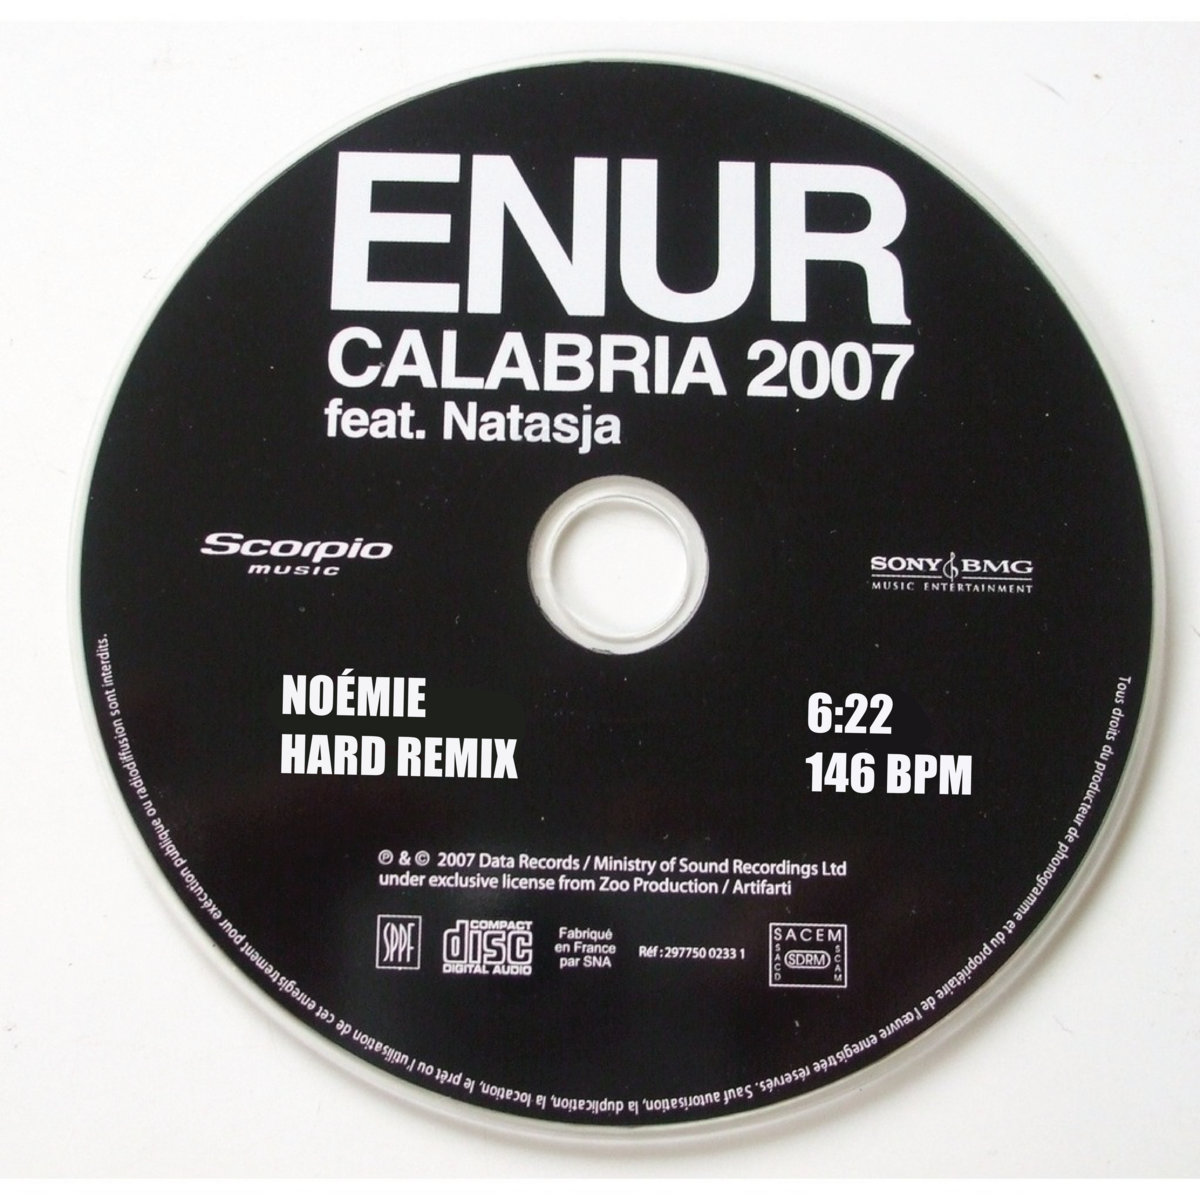 ENUR
CALABRIA 2007
feat. Natasja
Scorpio
music
SONY BMG
MUSIC ENTERTAINMENT
NOÉMIE
HARD REMIX
6:22
146 BPM
℗ & © 2007 Data Records / Ministry of Sound Recordings Ltd
under exclusive license from Zoo Production / Artifarti
SPPF
COMPACT
disc
DIGITAL AUDIO
Fabriqué
en France
par SNA
Réf : 297750 0233 1
SACEM
SACD
SDRM
SCAM
Tous droits du producteur de phonogramme et du propriétaire de l'œuvre enregistrée réservés. Sauf autorisation, la duplication, la location, le prêt ou l'utilisation de cet enregistrement pour exécution publique ou radiodiffusion sont interdits.